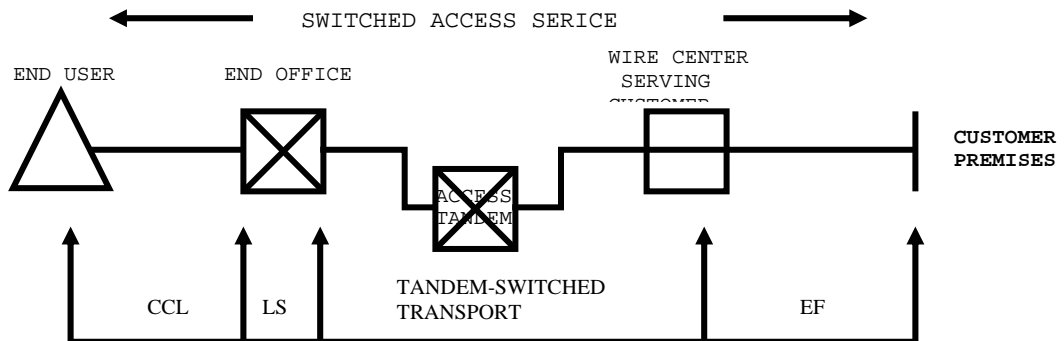 SWITCHED ACCESS SERICE
WIRE CENTER
SERVING
CUSTOMER
END USER
END OFFICE
CUSTOMER
PREMISES
ACCESS
TANDEM
TANDEM-SWITCHED
TRANSPORT
CCL
LS
EF